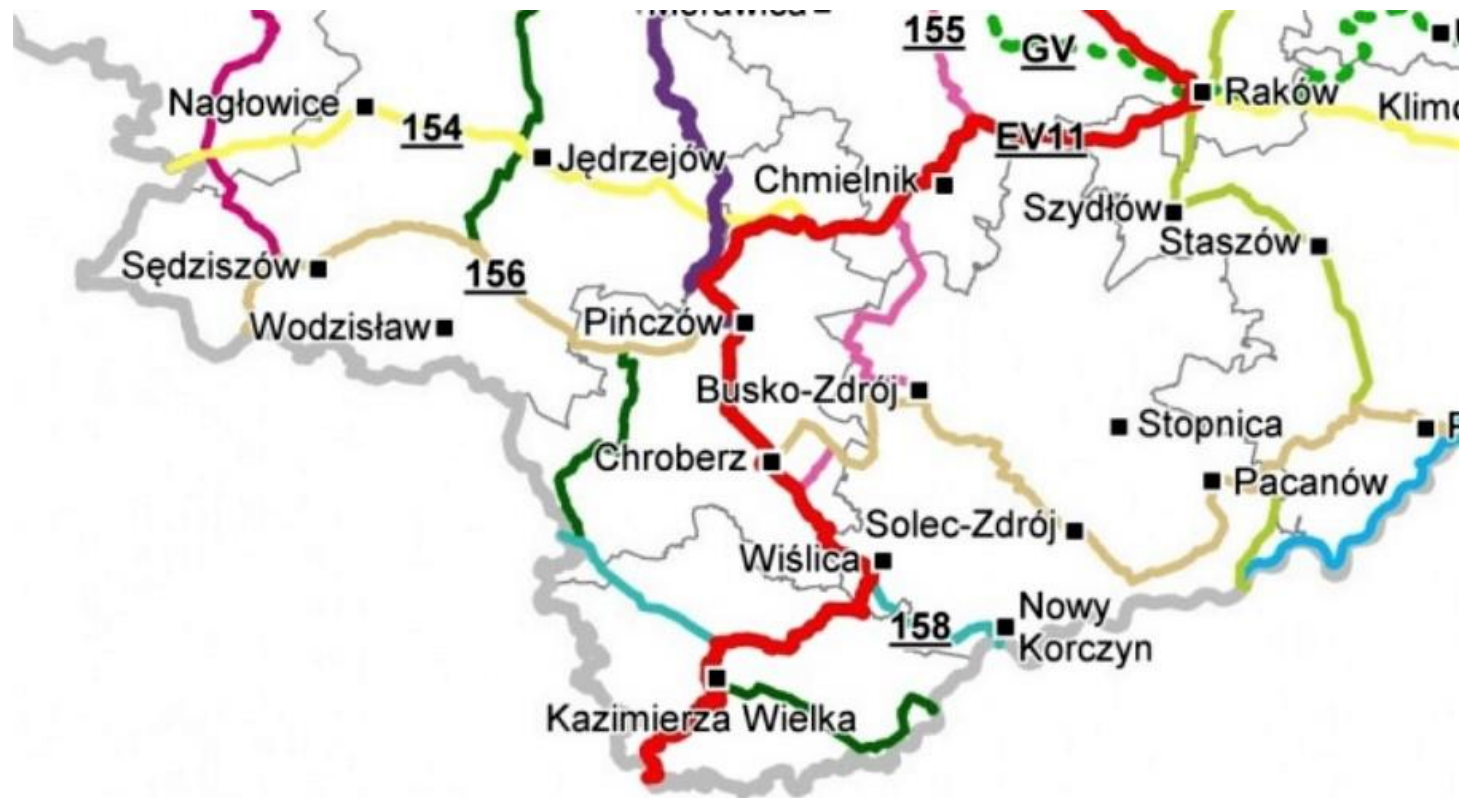 155
GV
Raków
Nagłowice
154
EV11
Jędrzejów
Chmielnik
Szydłów
Staszów
Sędziszów
156
Wodzisław
Pińczów
Busko-Zdrój
Stopnica
Chroberz
Pacanów
Solec-Zdrój
Wiślica
158
Nowy
Korczyn
Kazimierza Wielka